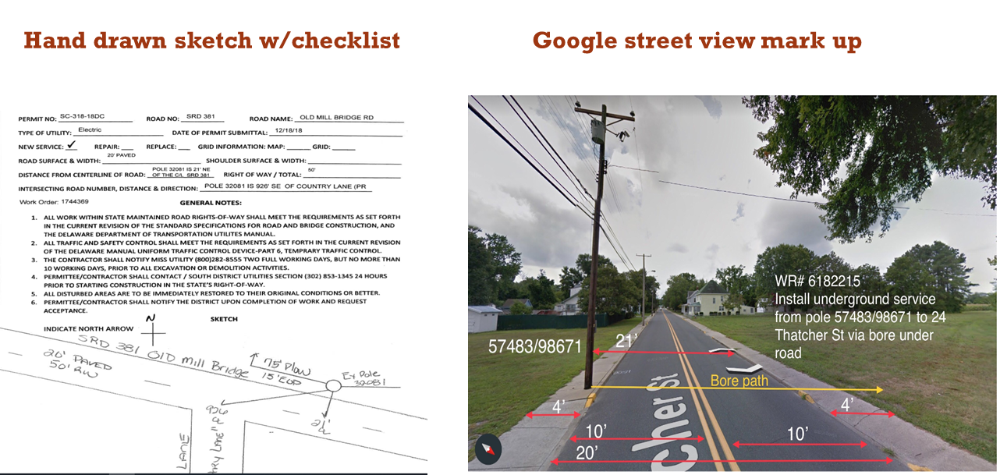 Hand drawn sketch w/checklist
Google street view mark up
PERMIT NO: SC-318-18DC ROAD NO: SRD 381 ROAD NAME: OLD MILL BRIDGE RD
TYPE OF UTILITY: Electric DATE OF PERMIT SUBMITTAL: 12/18/18
NEW SERVICE: ✓ REPAIR: ___ REPLACE: ___ GRID INFORMATION: MAP: ___ GRID: ___
ROAD SURFACE & WIDTH: 20' PAVED SHOULDER SURFACE & WIDTH:
DISTANCE FROM CENTERLINE OF ROAD: POLE 32081 IS 21' NE OF THE C/L SRD 381 RIGHT OF WAY / TOTAL: 50'
INTERSECTING ROAD NUMBER, DISTANCE & DIRECTION: POLE 32081 IS 926' SE OF COUNTRY LANE (PR
Work Order: 1744369 GENERAL NOTES:
1. ALL WORK WITHIN STATE MAINTAINED ROAD RIGHTS-OF-WAY SHALL MEET THE REQUIREMENTS AS SET FORTH
IN THE CURRENT REVISION OF THE STANDARD SPECIFICATIONS FOR ROAD AND BRIDGE CONSTRUCTION, AND
THE DELAWARE DEPARTMENT OF TRANSPORTATION UTILITES MANUAL.
2. ALL TRAFFIC AND SAFETY CONTROL SHALL MEET THE REQUIREMENTS AS SET FORTH IN THE CURRENT REVISION
OF THE DELAWARE MANUAL UNIFORM TRAFFIC CONTROL DEVICE-PART 6, TEMPRARY TRAFFIC CONTROL.
3. THE CONTRACTOR SHALL NOTIFY MISS UTILITY (800)282-8555 TWO FULL WORKING DAYS, BUT NO MORE THAN
10 WORKING DAYS, PRIOR TO ALL EXCAVATION OR DEMOLITION ACTIVITIES.
4. PERMITTEE/CONTRACTOR SHALL CONTACT / SOUTH DISTRICT UTILITIES SECTION (302) 853-1345 24 HOURS
PRIOR TO STARTING CONSTRUCTION IN THE STATE'S RIGHT-OF-WAY.
5. ALL DISTURBED AREAS ARE TO BE IMMEDIATELY RESTORED TO THEIR ORIGINAL CONDITIONS OR BETTER.
6. PERMITTEE/CONTRACTOR SHALL NOTIFY THE DISTRICT UPON COMPLETION OF WORK AND REQUEST
ACCEPTANCE.
SKETCH
INDICATE NORTH ARROW N
SRD 381 Old Mill Bridge
20' PAVED
50' RW
15' EOP
Ex Pole
32081
926'
21'
LANE
TRY LANE
WR# 6182215
Install underground service
from pole 57483/98671 to 24
Thatcher St via bore under
road
57483/98671
21'
Bore path
4'
4'
10'
10'
20'
cher St